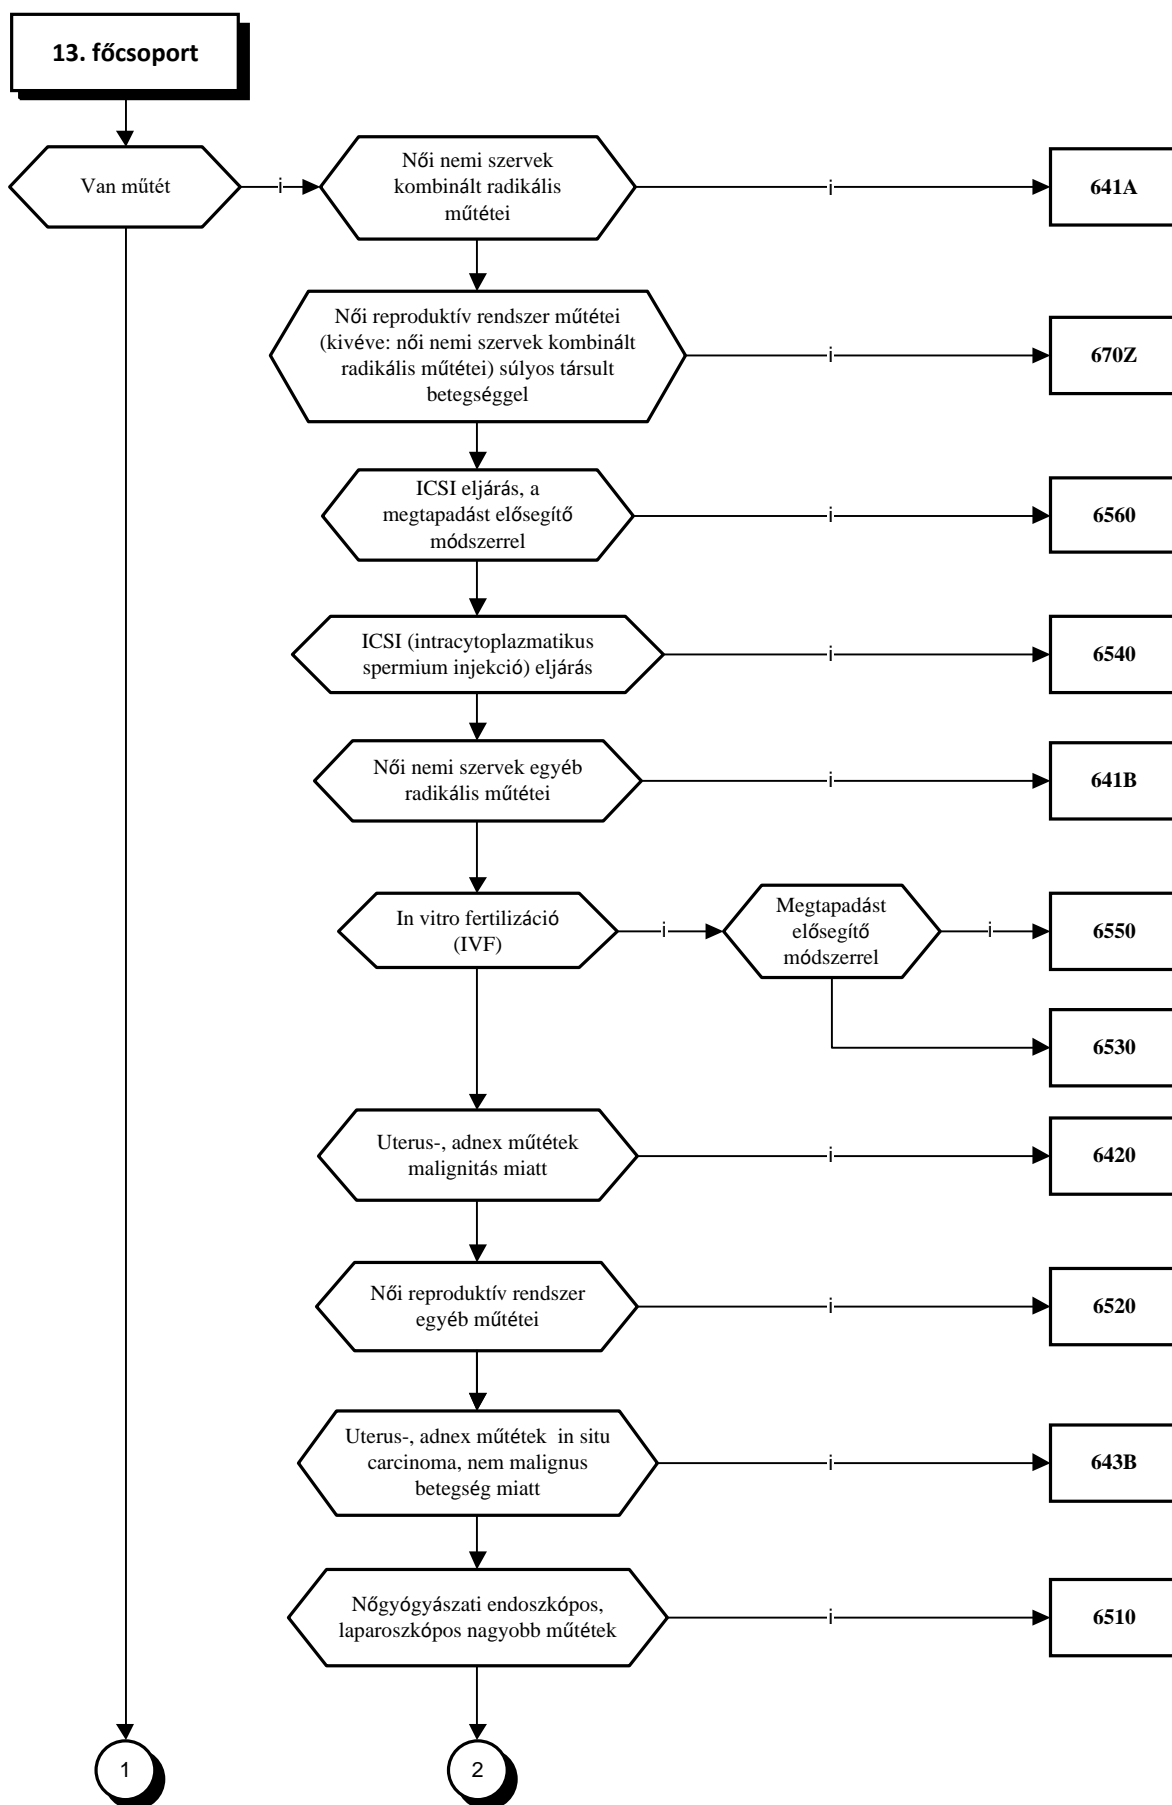 13. főcsoport
Van műtét
i
Női nemi szervek
kombinált radikális
műtétei
i
641A
Női reproduktív rendszer műtétei
(kivéve: női nemi szervek kombinált
radikális műtétei) súlyos társult
betegséggel
i
670Z
ICSI eljárás, a
megtapadást elősegítő
módszerrel
i
6560
ICSI (intracytoplazmatikus
spermium injekció) eljárás
i
6540
Női nemi szervek egyéb
radikális műtétei
i
641B
In vitro fertilizáció
(IVF)
i
Megtapadást
elősegítő
módszerrel
i
6550
6530
Uterus-, adnex műtétek
malignitás miatt
i
6420
Női reproduktív rendszer
egyéb műtétei
i
6520
Uterus-, adnex műtétek  in situ
carcinoma, nem malignus
betegség miatt
i
643B
Nőgyógyászati endoszkópos,
laparoszkópos nagyobb műtétek
i
6510
1
2